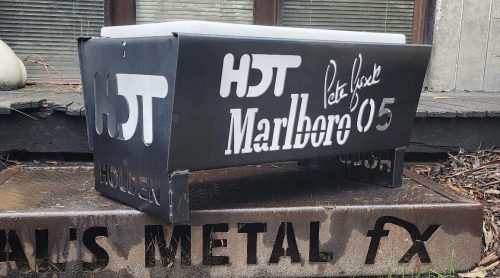 HDT
Peter Brock
HDT
Marlboro 05
HOLDEN
AL'S METAL fx